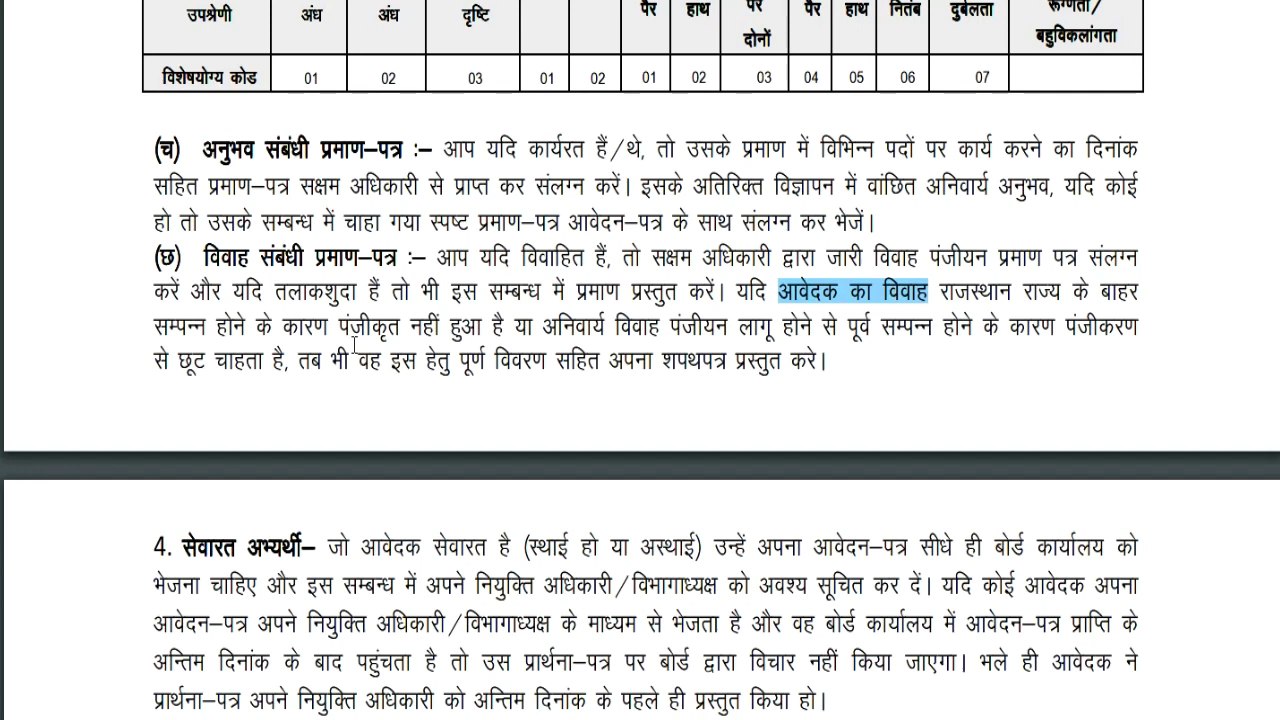 उपश्रेणी अंध अंध दृष्टि पैर हाथ पैर दोनों पैर हाथ नितंब दुर्बलता रूग्णता/बहुविकलांगता
विशेषयोग्य कोड 01 02 03 01 02 01 02 03 04 05 06 07
(च) अनुभव संबंधी प्रमाण–पत्र :– आप यदि कार्यरत हैं/थे, तो उसके प्रमाण में विभिन्न पदों पर कार्य करने का दिनांक
सहित प्रमाण–पत्र सक्षम अधिकारी से प्राप्त कर संलग्न करें। इसके अतिरिक्त विज्ञापन में वांछित अनिवार्य अनुभव, यदि कोई
हो तो उसके सम्बन्ध में चाहा गया स्पष्ट प्रमाण–पत्र आवेदन–पत्र के साथ संलग्न कर भेजें।
(छ) विवाह संबंधी प्रमाण–पत्र :– आप यदि विवाहित हैं, तो सक्षम अधिकारी द्वारा जारी विवाह पंजीयन प्रमाण पत्र संलग्न
करें और यदि तलाकशुदा हैं तो भी इस सम्बन्ध में प्रमाण प्रस्तुत करें। यदि आवेदक का विवाह राजस्थान राज्य के बाहर
सम्पन्न होने के कारण पंजीकृत नहीं हुआ है या अनिवार्य विवाह पंजीयन लागू होने से पूर्व सम्पन्न होने के कारण पंजीकरण
से छूट चाहता है, तब भी वह इस हेतु पूर्ण विवरण सहित अपना शपथपत्र प्रस्तुत करे।
4. सेवारत अभ्यर्थी– जो आवेदक सेवारत है (स्थाई हो या अस्थाई) उन्हें अपना आवेदन–पत्र सीधे ही बोर्ड कार्यालय को
भेजना चाहिए और इस सम्बन्ध में अपने नियुक्ति अधिकारी/विभागाध्यक्ष को अवश्य सूचित कर दें। यदि कोई आवेदक अपना
आवेदन–पत्र अपने नियुक्ति अधिकारी/विभागाध्यक्ष के माध्यम से भेजता है और वह बोर्ड कार्यालय में आवेदन–पत्र प्राप्ति के
अन्तिम दिनांक के बाद पहुंचता है तो उस प्रार्थना–पत्र पर बोर्ड द्वारा विचार नहीं किया जाएगा। भले ही आवेदक ने
प्रार्थना–पत्र अपने नियुक्ति अधिकारी को अन्तिम दिनांक के पहले ही प्रस्तुत किया हो।